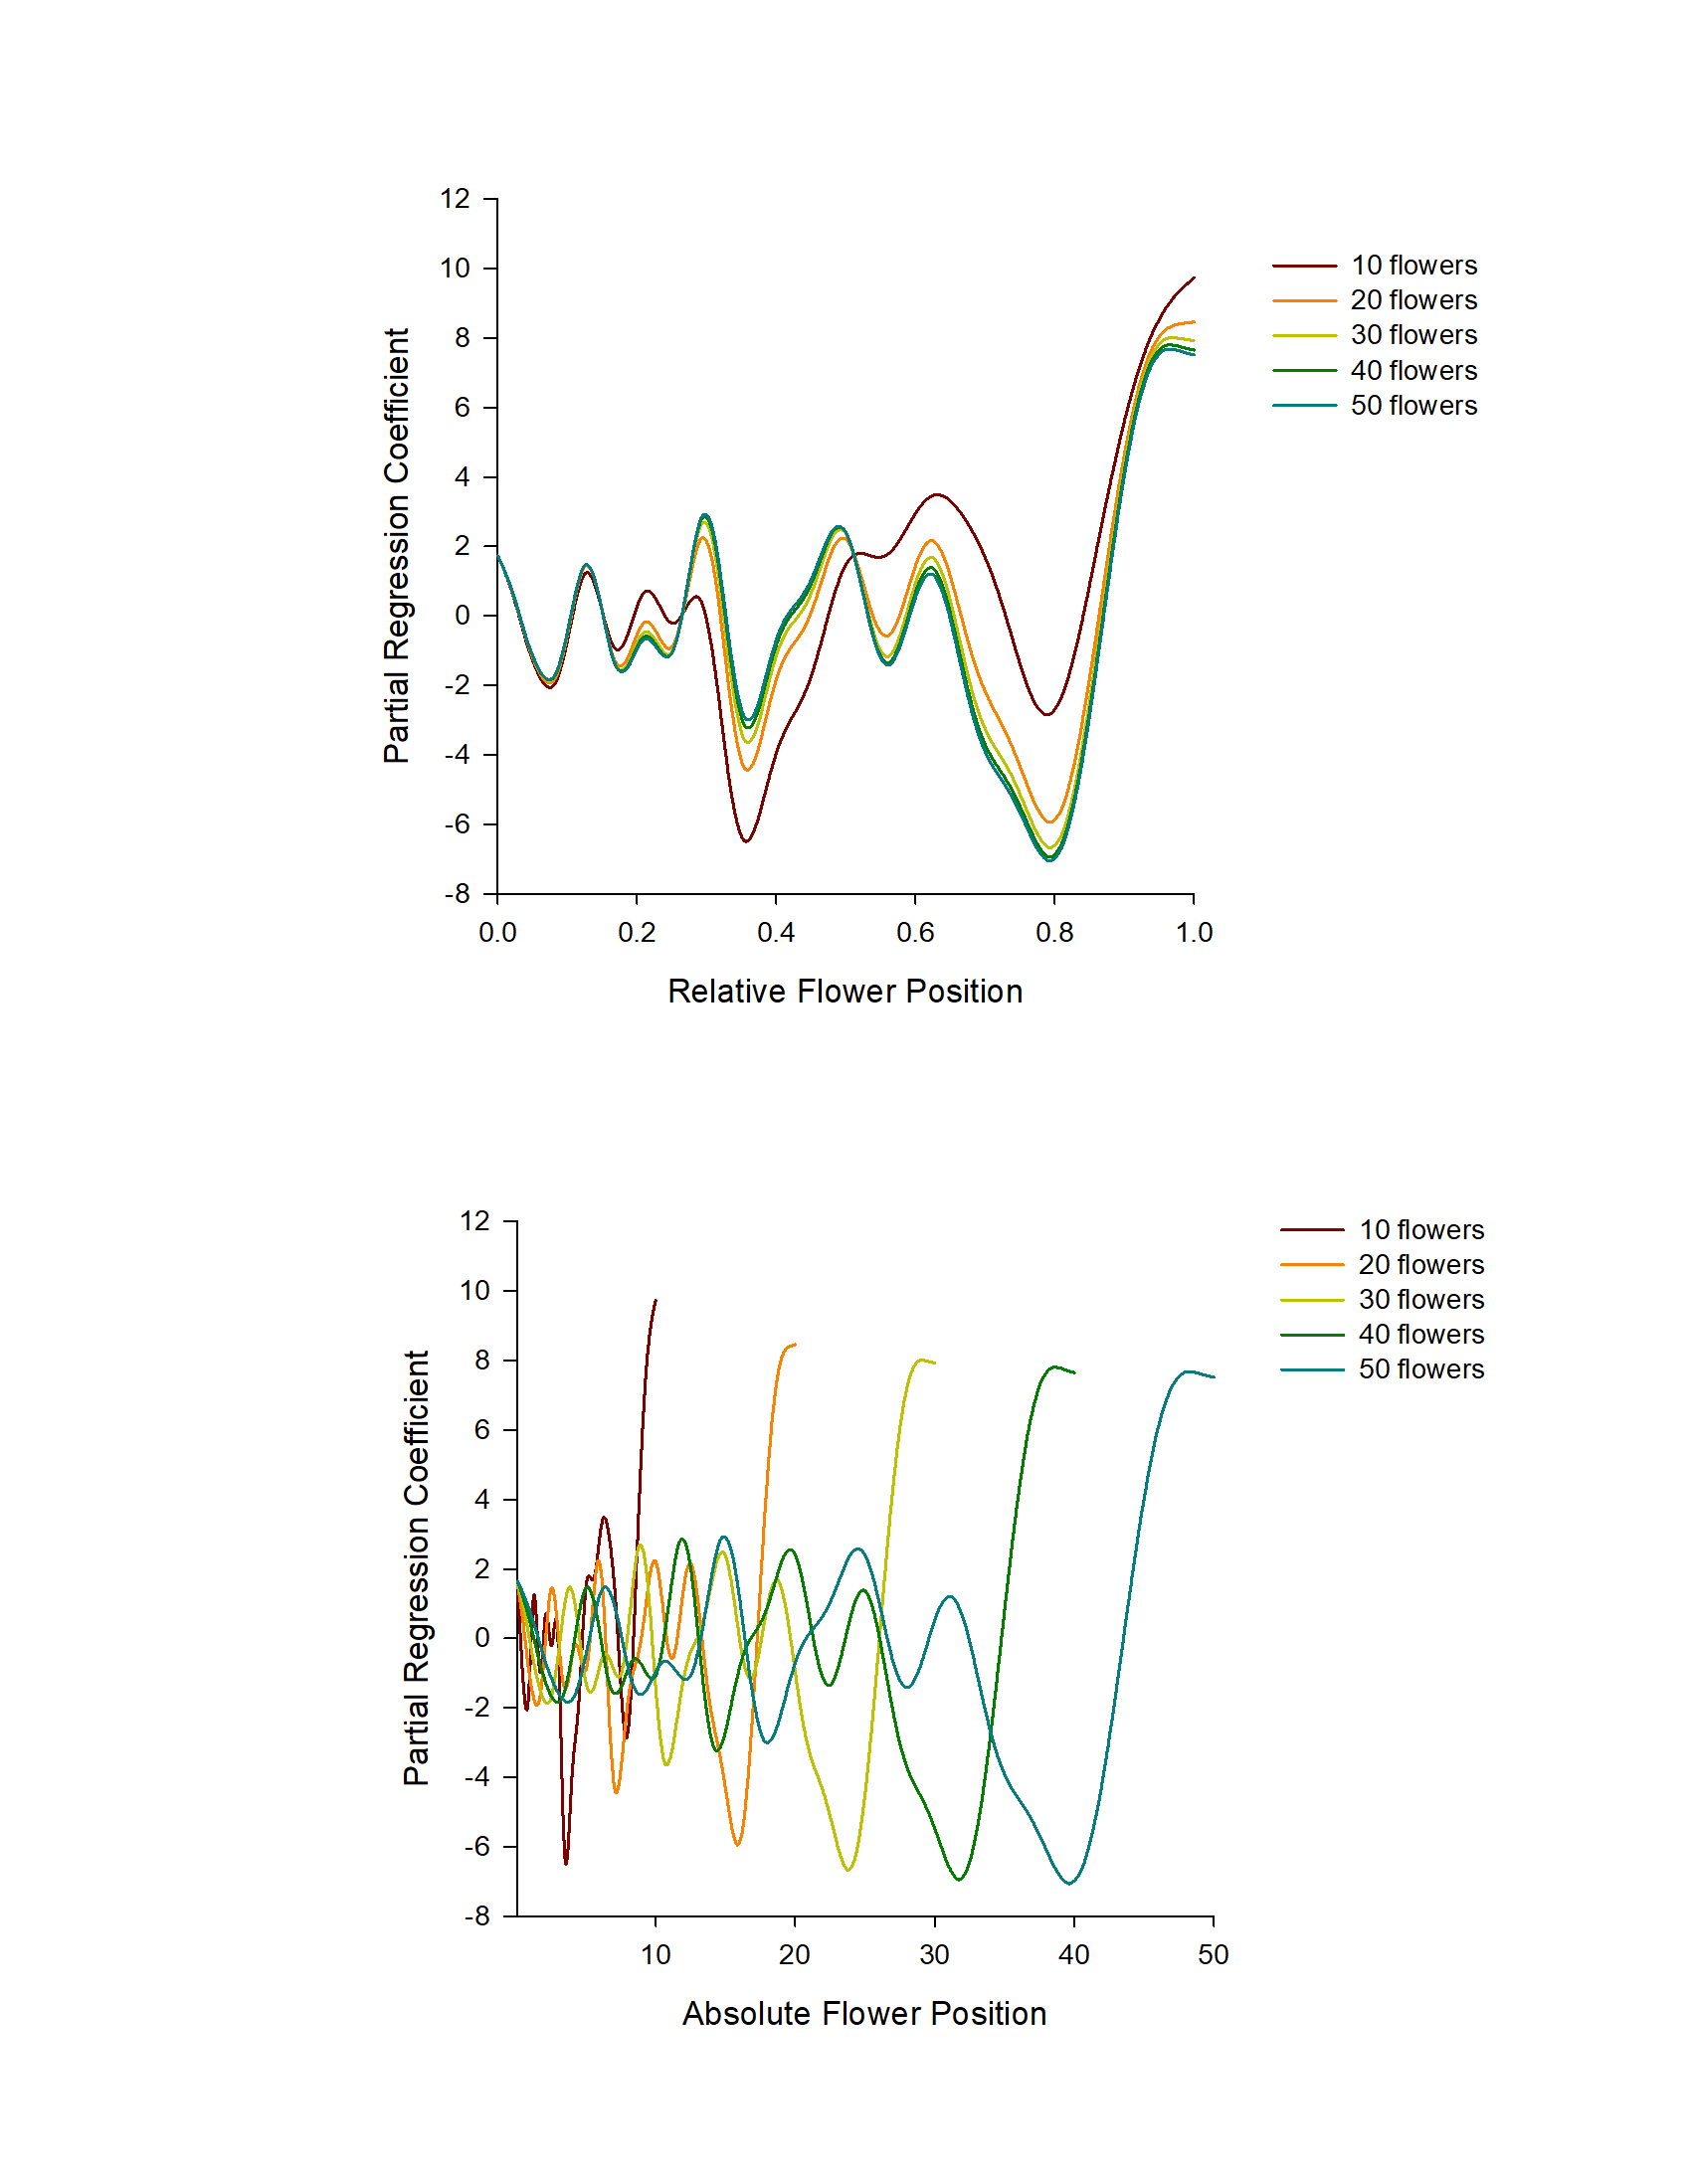 12
10
8
6
4
2
0
-2
-4
-6
-8
Partial Regression Coefficient
0.0 0.2 0.4 0.6 0.8 1.0
Relative Flower Position
10 flowers
20 flowers
30 flowers
40 flowers
50 flowers
12
10
8
6
4
2
0
-2
-4
-6
-8
Partial Regression Coefficient
10 20 30 40 50
Absolute Flower Position
10 flowers
20 flowers
30 flowers
40 flowers
50 flowers